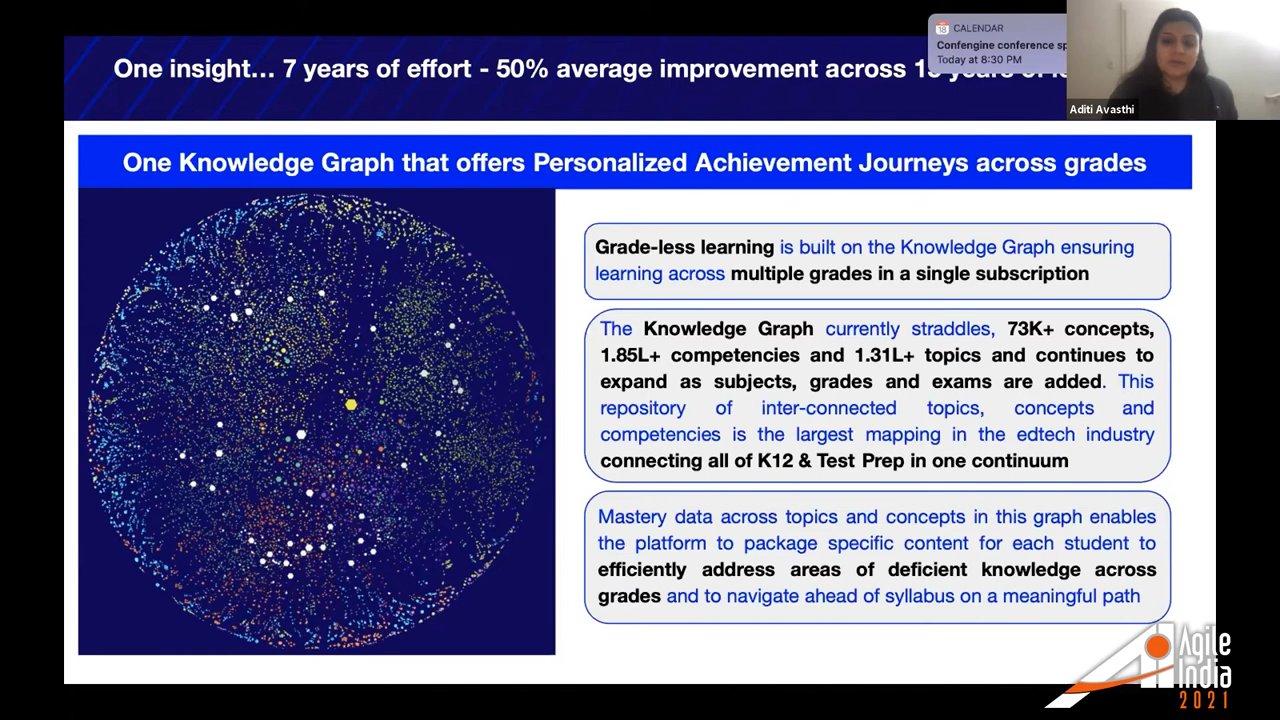 CALENDAR
18
Confengine conference sp
Today at 8:30 PM
Aditi Avasthi
One insight... 7 years of effort - 50% average improvement across
One Knowledge Graph that offers Personalized Achievement Journeys across grades
Grade-less learning is built on the Knowledge Graph ensuring
learning across multiple grades in a single subscription
The Knowledge Graph currently straddles, 73K+ concepts,
1.85L+ competencies and 1.31L+ topics and continues to
expand as subjects, grades and exams are added. This
repository of inter-connected topics, concepts and
competencies is the largest mapping in the edtech industry
connecting all of K12 & Test Prep in one continuum
Mastery data across topics and concepts in this graph enables
the platform to package specific content for each student to
efficiently address areas of deficient knowledge across
grades and to navigate ahead of syllabus on a meaningful path
Agile
India
2021